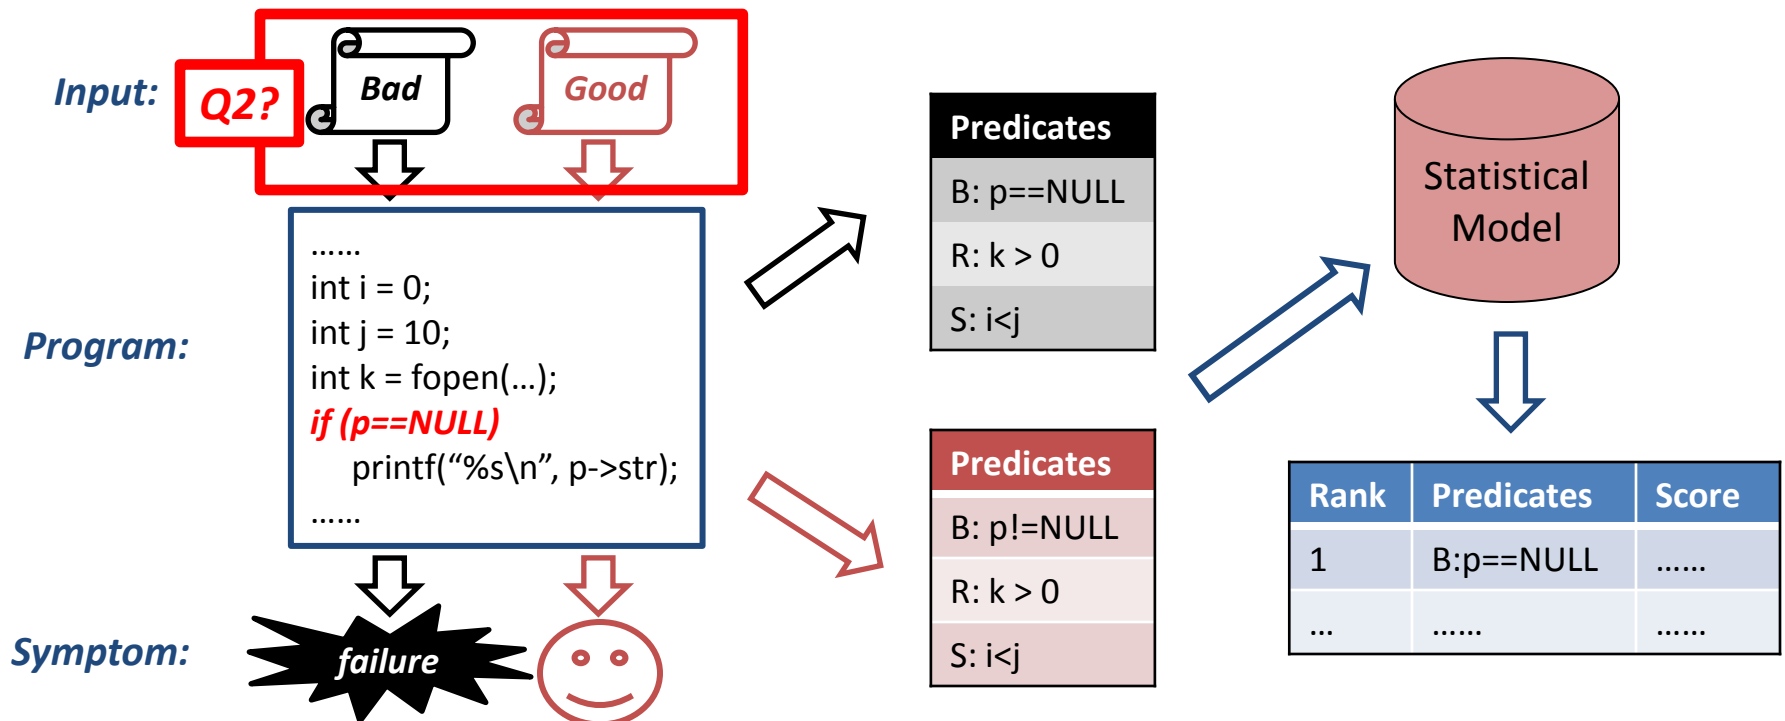 Input:
Q2?
Bad
Good
Program:
……
int i = 0;
int j = 10;
int k = fopen(…);
if (p==NULL)
printf(“%s\n”, p->str);
……
Symptom:
failure
Predicates
B: p==NULL
R: k > 0
S: i<j
Predicates
B: p!=NULL
R: k > 0
S: i<j
Statistical
Model
Rank Predicates Score
1 B:p==NULL ……
… …… ……